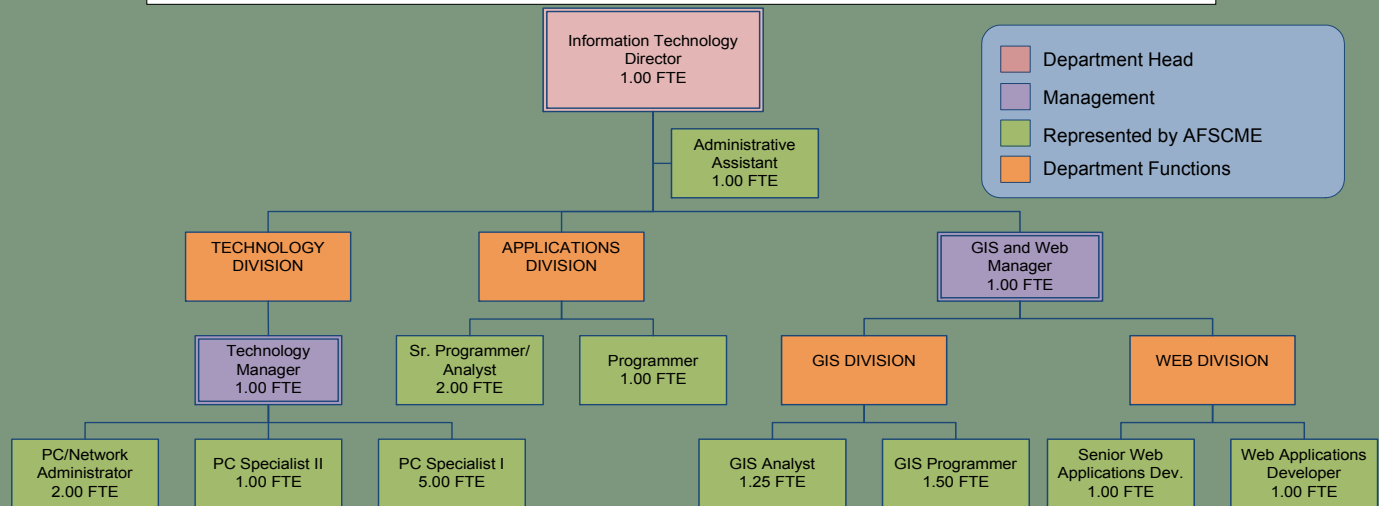 Information Technology
Director
1.00 FTE
Department Head
Management
Represented by AFSCME
Department Functions
Administrative
Assistant
1.00 FTE
TECHNOLOGY
DIVISION
APPLICATIONS
DIVISION
GIS and Web
Manager
1.00 FTE
Technology
Manager
1.00 FTE
Sr. Programmer/
Analyst
2.00 FTE
Programmer
1.00 FTE
GIS DIVISION
WEB DIVISION
PC/Network
Administrator
2.00 FTE
PC Specialist II
1.00 FTE
PC Specialist I
5.00 FTE
GIS Analyst
1.25 FTE
GIS Programmer
1.50 FTE
Senior Web
Applications Dev.
1.00 FTE
Web Applications
Developer
1.00 FTE